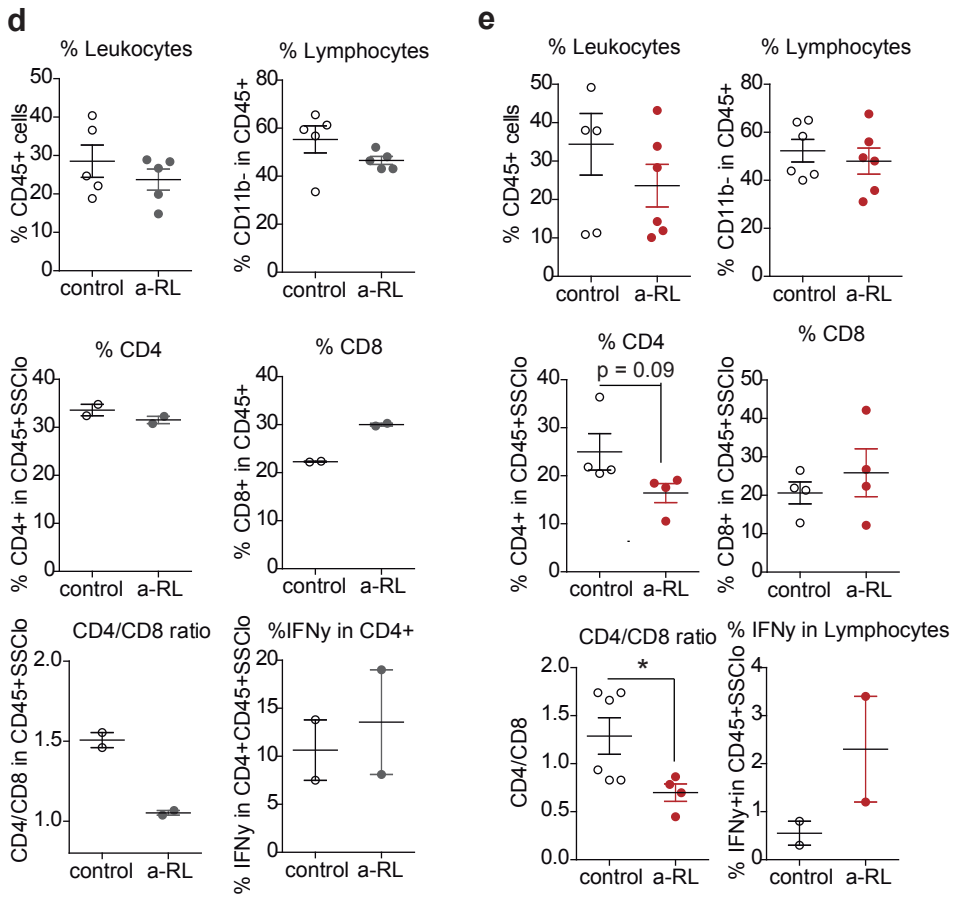 d
% Leukocytes
% CD45+ cells
50
40
30
20
10
0
control a-RL
% Lymphocytes
% CD11b- in CD45+
80
60
40
20
0
control a-RL
% CD4
% CD4+ in CD45+SSClo
40
30
20
10
0
control a-RL
% CD8
% CD8+ in CD45+
40
30
20
10
0
control a-RL
CD4/CD8 ratio
CD4/CD8 in CD45+SSClo
2.0
1.5
1.0
control a-RL
%IFNy in CD4+
% IFNy in CD4+CD45+SSClo
20
15
10
5
0
control a-RL
e
% Leukocytes
% CD45+ cells
50
40
30
20
10
0
control a-RL
% Lymphocytes
% CD11b- in CD45+
80
60
40
20
0
control a-RL
% CD4
p = 0.09
% CD4+ in CD45+SSClo
40
30
20
10
0
control a-RL
% CD8
CD8+ in CD45+SSClo
50
40
30
20
10
0
control a-RL
CD4/CD8 ratio
*
CD4/CD8
2.0
1.5
1.0
0.5
0.0
control a-RL
% IFNy in Lymphocytes
% IFNy+in CD45+SSClo
4
3
2
1
0
control a-RL